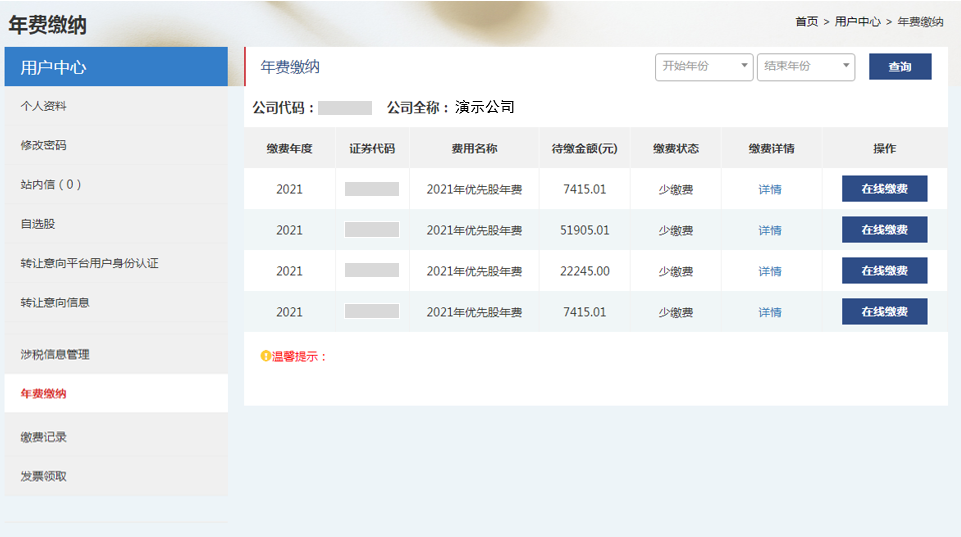 年费缴纳
首页 > 用户中心 > 年费缴纳
用户中心
个人资料
修改密码
站内信（0）
自选股
转让意向平台用户身份认证
转让意向信息
涉税信息管理
年费缴纳
缴费记录
发票领取
年费缴纳 开始年份 结束年份 查询
公司代码： 公司全称：演示公司
缴费年度 证券代码 费用名称 待缴金额(元) 缴费状态 缴费详情 操作
2021 2021年优先股年费 7415.01 少缴费 详情 在线缴费
2021 2021年优先股年费 51905.01 少缴费 详情 在线缴费
2021 2021年优先股年费 22245.00 少缴费 详情 在线缴费
2021 2021年优先股年费 7415.01 少缴费 详情 在线缴费
温馨提示：